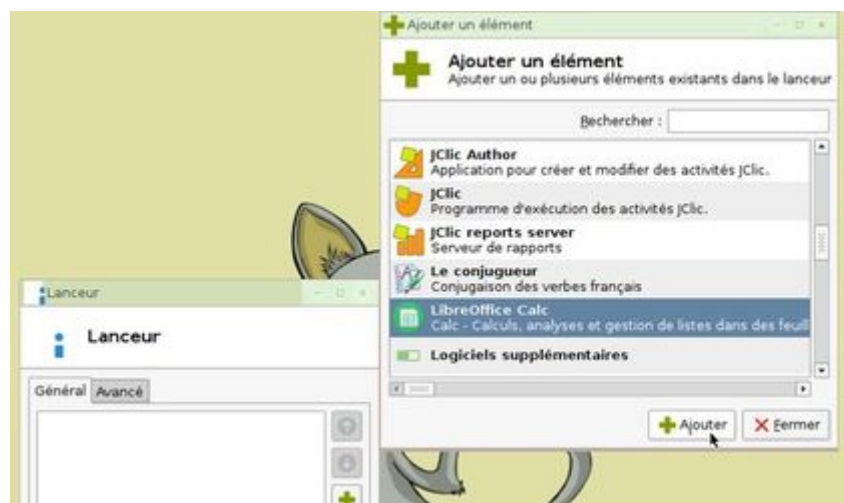 Ajouter un élément
Ajouter un élément
Ajouter un ou plusieurs éléments existants dans le lanceur
Rechercher :
JClic Author
Application pour créer et modifier des activités JClic.
JClic
Programme d'exécution des activités JClic.
JClic reports server
Serveur de rapports
Le conjugueur
Conjugaison des verbes français
LibreOffice Calc
Calc - Calculs, analyses et gestion de listes dans des feuill
Logiciels supplémentaires
Ajouter
Fermer
Lanceur
Lanceur
Général
Avancé